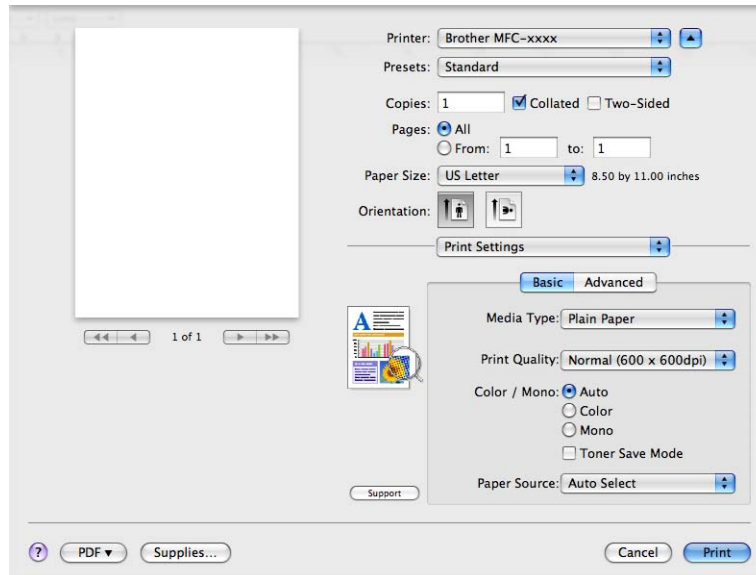 Printer: Brother MFC-xxxx
Presets: Standard
Copies: 1 Collated Two-Sided
Pages: All
From: 1 to: 1
Paper Size: US Letter 8.50 by 11.00 inches
Orientation:
Print Settings
Basic Advanced
Media Type: Plain Paper
1 of 1
Print Quality: Normal (600 x 600dpi)
Color / Mono: Auto
Color
Mono
Toner Save Mode
Paper Source: Auto Select
Support
? PDF Supplies... Cancel Print